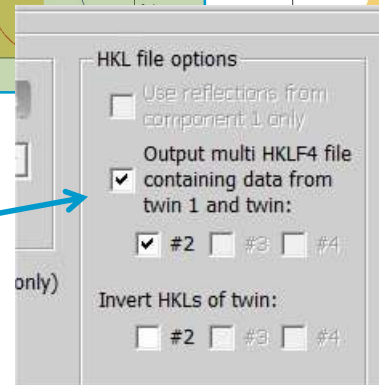 HKL file options
Use reflections from
component 1 only
Output multi HKLF4 file
containing data from
twin 1 and twin:
#2 #3 #4
only)
Invert HKLs of twin:
#2 #3 #4